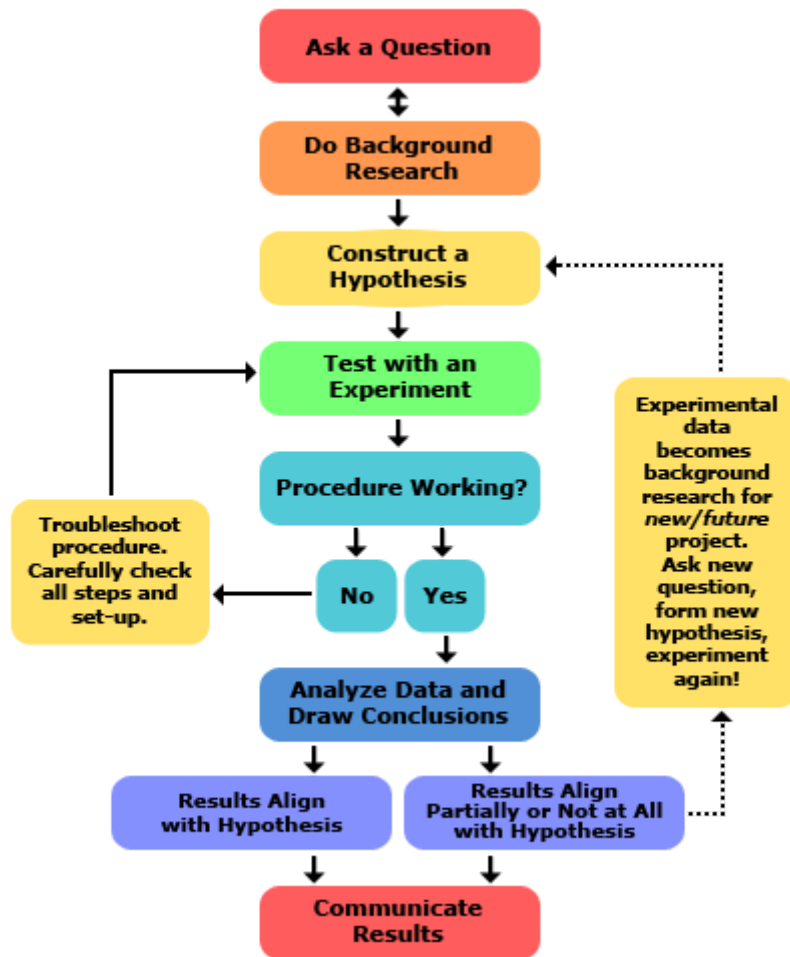 Ask a Question
Do Background
Research
Construct a
Hypothesis
Test with an
Experiment
Procedure Working?
No
Yes
Troubleshoot
procedure.
Carefully check
all steps and
set-up.
Experimental
data
becomes
background
research for
new/future
project.
Ask new
question,
form new
hypothesis,
experiment
again!
Analyze Data and
Draw Conclusions
Results Align
with Hypothesis
Results Align
Partially or Not at All
with Hypothesis
Communicate
Results